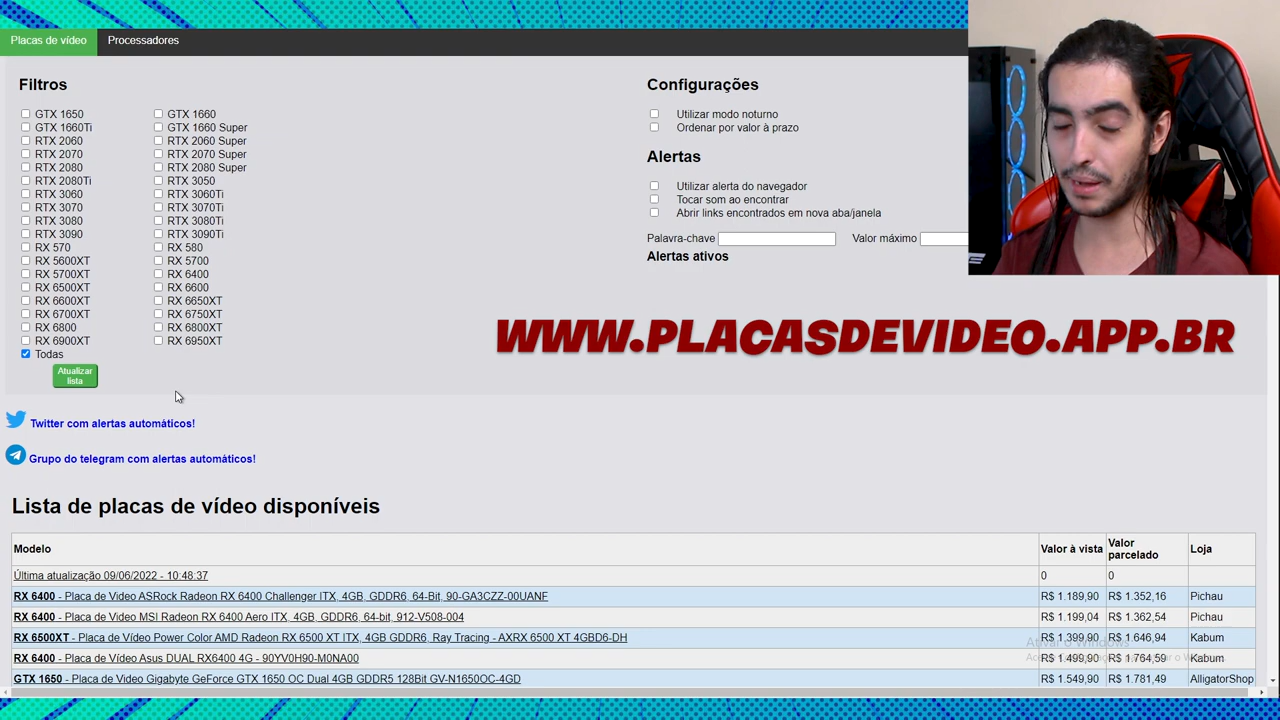 Placas de vídeo Processadores
Filtros
GTX 1650 GTX 1660
GTX 1660Ti GTX 1660 Super
RTX 2060 RTX 2060 Super
RTX 2070 RTX 2070 Super
RTX 2080 RTX 2080 Super
RTX 2080Ti RTX 3050
RTX 3060 RTX 3060Ti
RTX 3070 RTX 3070Ti
RTX 3080 RTX 3080Ti
RTX 3090 RTX 3090Ti
RX 570 RX 580
RX 5600XT RX 5700
RX 5700XT RX 6400
RX 6500XT RX 6600
RX 6600XT RX 6650XT
RX 6700XT RX 6750XT
RX 6800 RX 6800XT
RX 6900XT RX 6950XT
Todas
Atualizar
lista
Configurações
Utilizar modo noturno
Ordenar por valor à prazo
Alertas
Utilizar alerta do navegador
Tocar som ao encontrar
Abrir links encontrados em nova aba/janela
Palavra-chave Valor máximo
Alertas ativos
WWW.PLACASDEVIDEO.APP.BR
Twitter com alertas automáticos!
Grupo do telegram com alertas automáticos!
Lista de placas de vídeo disponíveis
Modelo Valor à vista Valor parcelado Loja
Última atualização 09/06/2022 - 10:48:37 0 0
RX 6400 - Placa de Video ASRock Radeon RX 6400 Challenger ITX, 4GB, GDDR6, 64-Bit, 90-GA3CZZ-00UANF R$ 1.189,90 R$ 1.352,16 Pichau
RX 6400 - Placa de Video MSI Radeon RX 6400 Aero ITX, 4GB, GDDR6, 64-bit, 912-V508-004 R$ 1.199,04 R$ 1.362,54 Pichau
RX 6500XT - Placa de Vídeo Power Color AMD Radeon RX 6500 XT ITX, 4GB GDDR6, Ray Tracing - AXRX 6500 XT 4GBD6-DH R$ 1.399,90 R$ 1.646,94 Kabum
Ativar o Windows
RX 6400 - Placa de Vídeo Asus DUAL RX6400 4G - 90YV0H90-M0NA00 R$ 1.499,90 R$ 1.764,59 Kabum
GTX 1650 - Placa de Video Gigabyte GeForce GTX 1650 OC Dual 4GB GDDR5 128Bit GV-N1650OC-4GD R$ 1.549,90 R$ 1.781,49 AlligatorShop